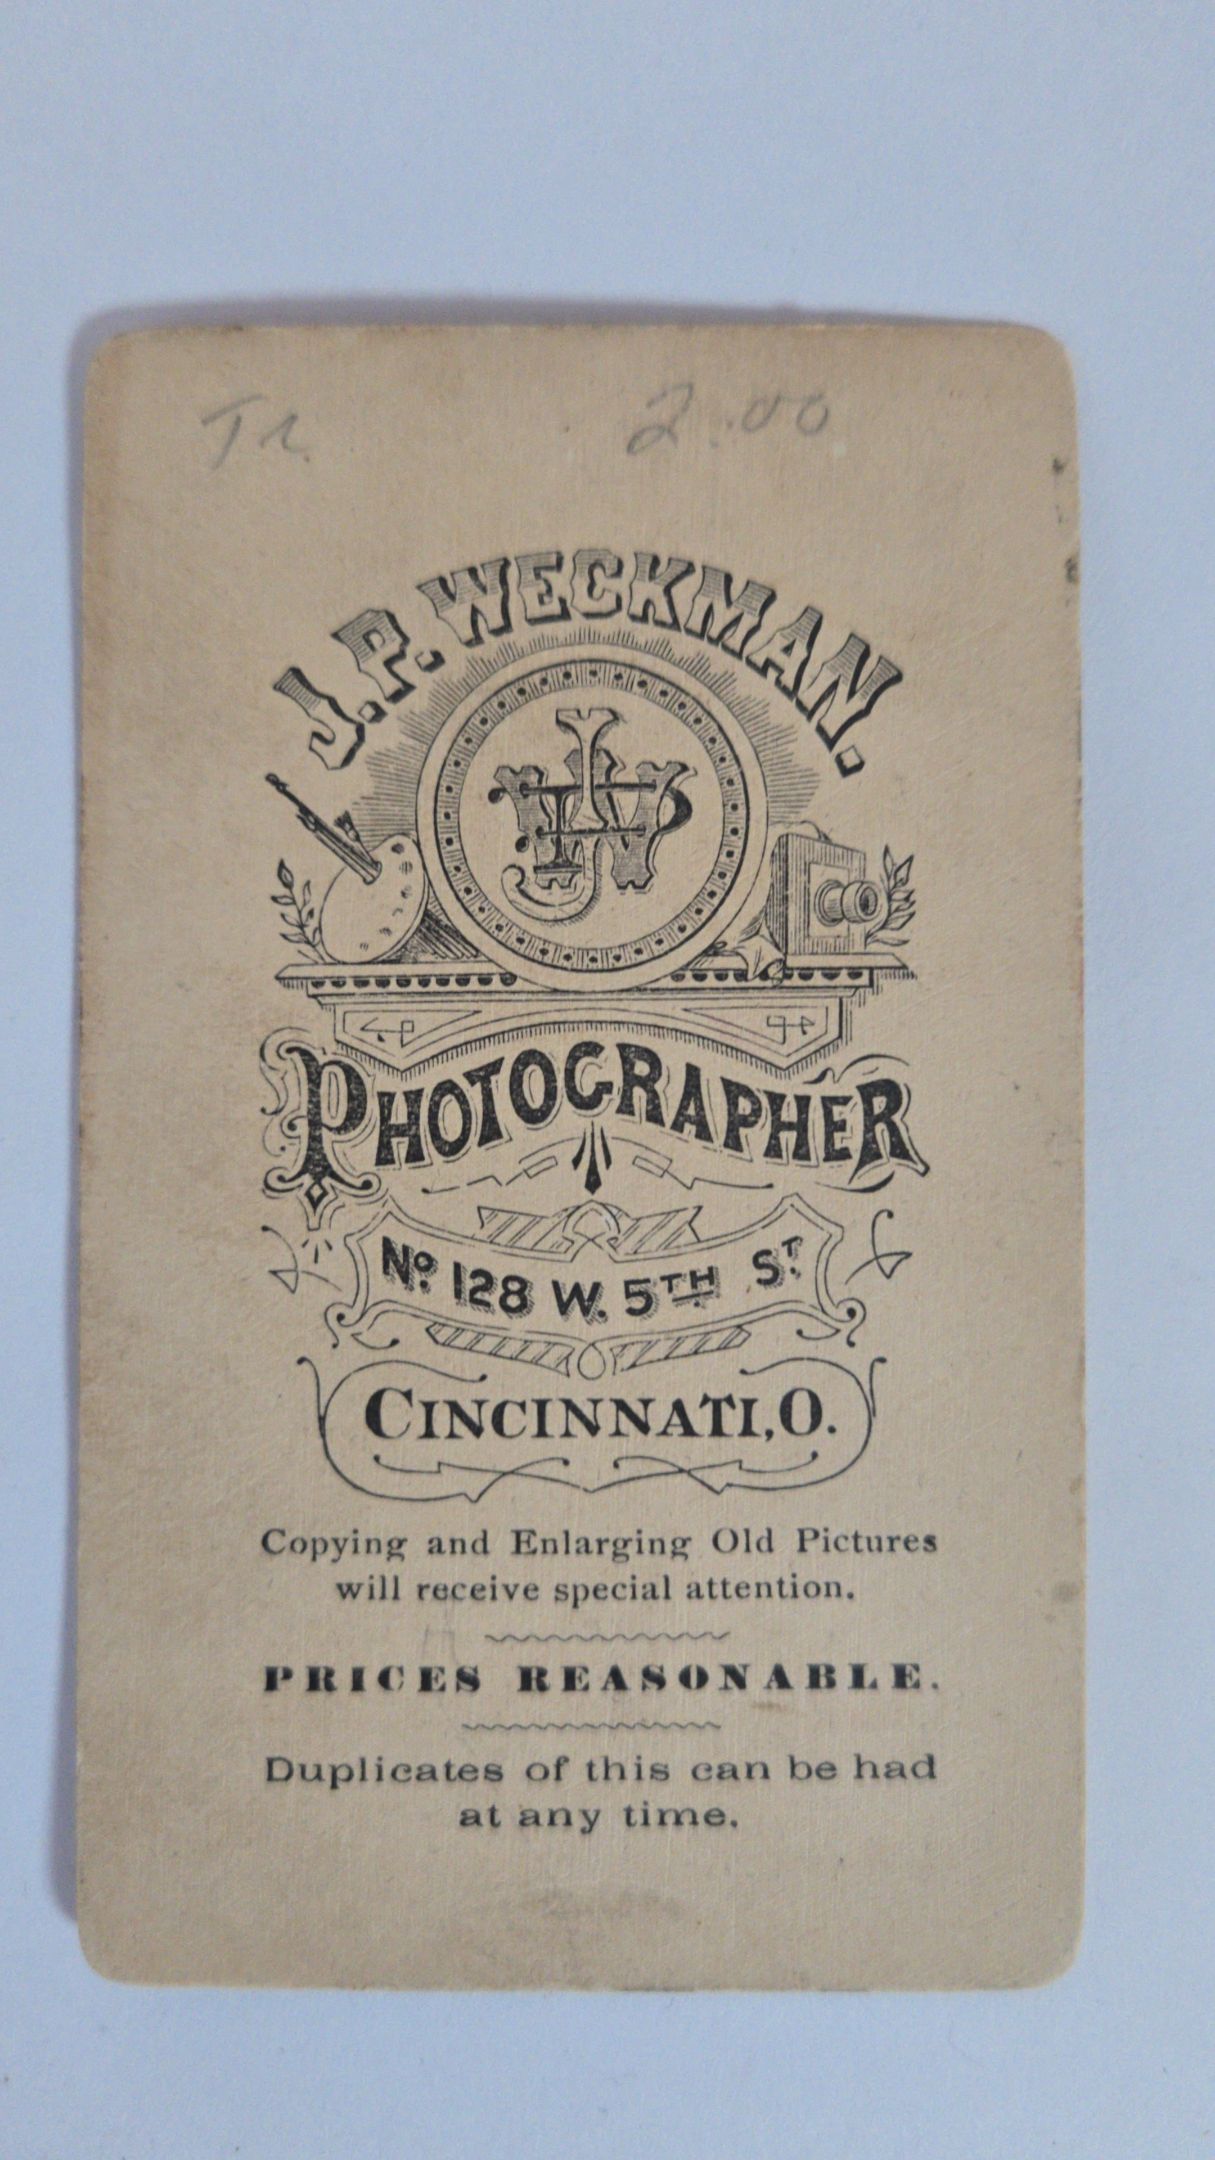 2.00
J. P. WECKMAN.
JPW
PHOTOGRAPHER
No. 128 W. 5TH ST.
CINCINNATI, O.
Copying and Enlarging Old Pictures
will receive special attention.
PRICES REASONABLE.
Duplicates of this can be had
at any time.